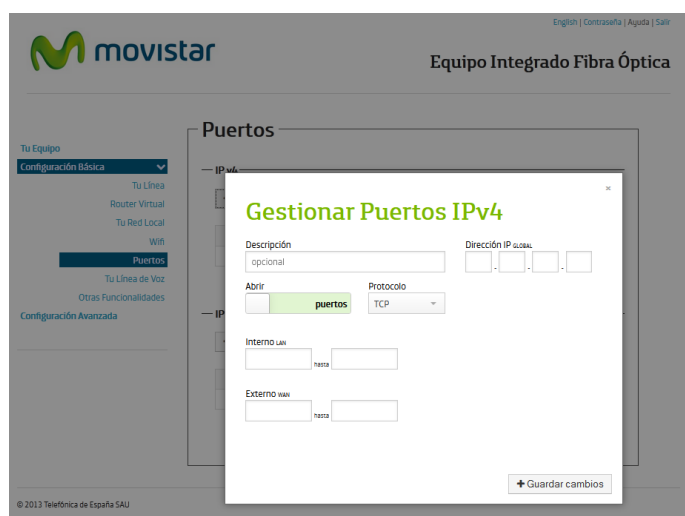 English | Contraseña | Ayuda | Salir
movistar
Equipo Integrado Fibra Óptica
Puertos
Tu Equipo
Configuración Básica
IPv4
Tu Línea
Router Virtual
Tu Red Local
Wifi
Puertos
Tu Línea de Voz
Otras Funcionalidades
Configuración Avanzada
IP
×
Gestionar Puertos IPv4
Descripción
Dirección IP GLOBAL
opcional
. . .
Abrir
Protocolo
puertos
TCP
Interno LAN
hasta
Externo WAN
hasta
+ Guardar cambios
© 2013 Telefónica de España SAU